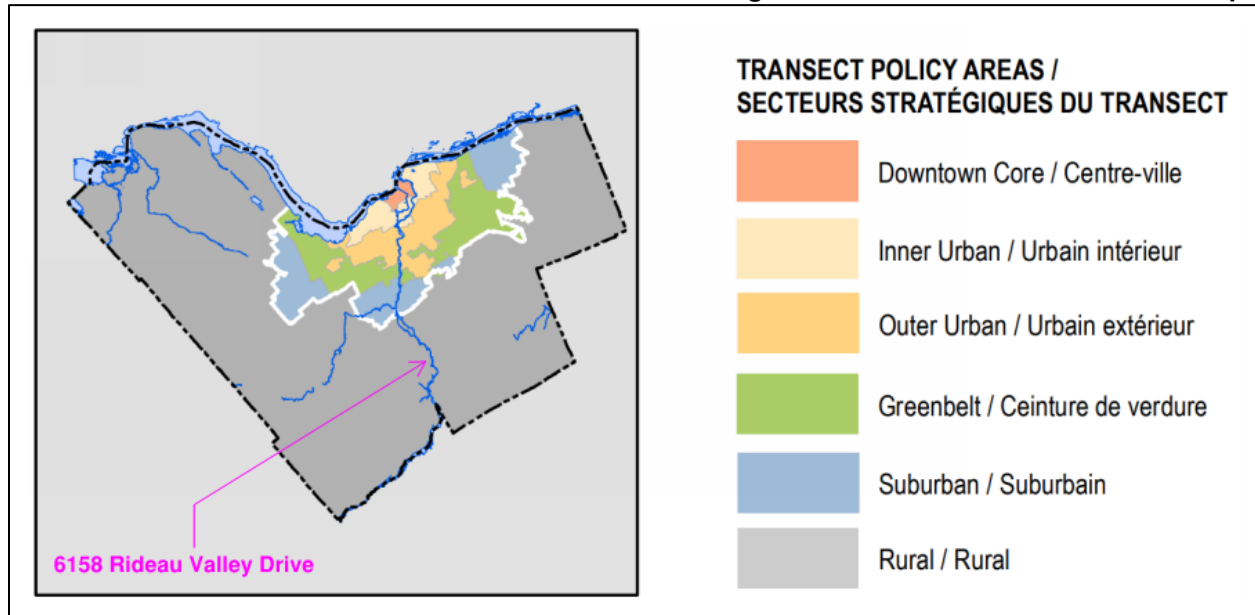 TRANSECT POLICY AREAS /
SECTEURS STRATÉGIQUES DU TRANSECT
Downtown Core / Centre-ville
Inner Urban / Urbain intérieur
Outer Urban / Urbain extérieur
Greenbelt / Ceinture de verdure
Suburban / Suburbain
Rural / Rural
6158 Rideau Valley Drive